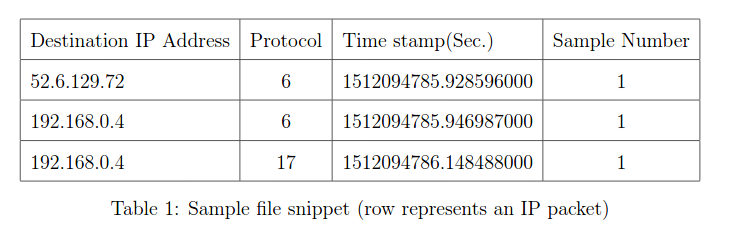 Destination IP Address Protocol Time stamp(Sec.) Sample Number
52.6.129.72 6 1512094785.928596000 1
192.168.0.4 6 1512094785.946987000 1
192.168.0.4 17 1512094786.148488000 1
Table 1: Sample file snippet (row represents an IP packet)